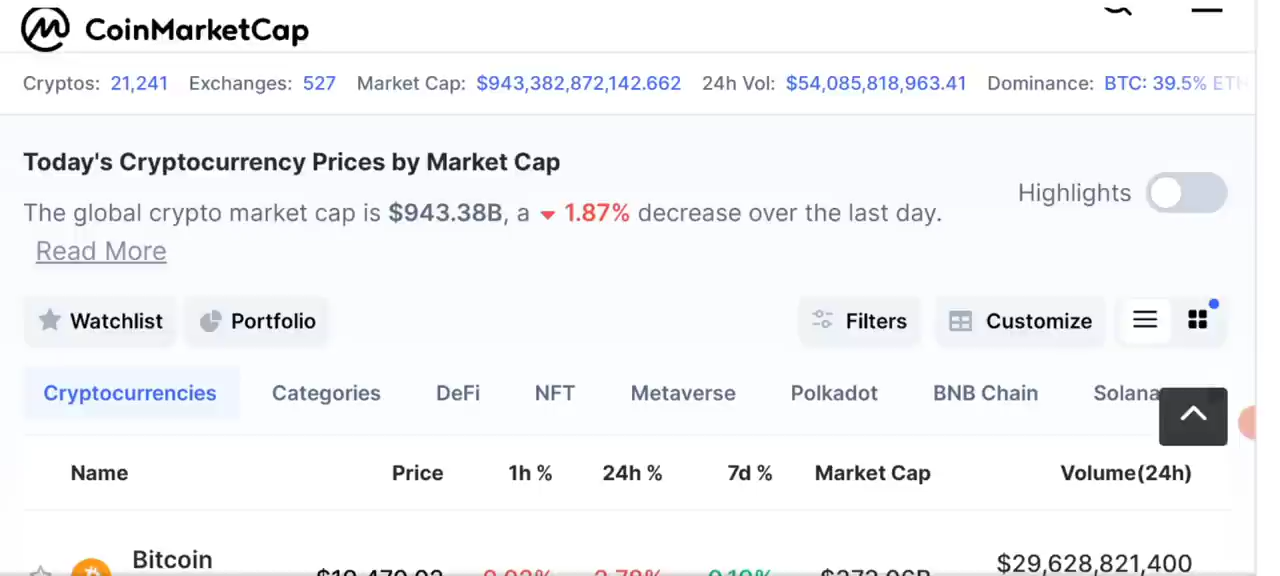 CoinMarketCap
Cryptos: 21,241 Exchanges: 527 Market Cap: $943,382,872,142.662 24h Vol: $54,085,818,963.41 Dominance: BTC: 39.5% ETH
Today's Cryptocurrency Prices by Market Cap
Highlights
The global crypto market cap is $943.38B, a 1.87% decrease over the last day.
Read More
Watchlist Portfolio Filters Customize
Cryptocurrencies Categories DeFi NFT Metaverse Polkadot BNB Chain Solana
Name Price 1h % 24h % 7d % Market Cap Volume(24h)
Bitcoin $29,628,821,400